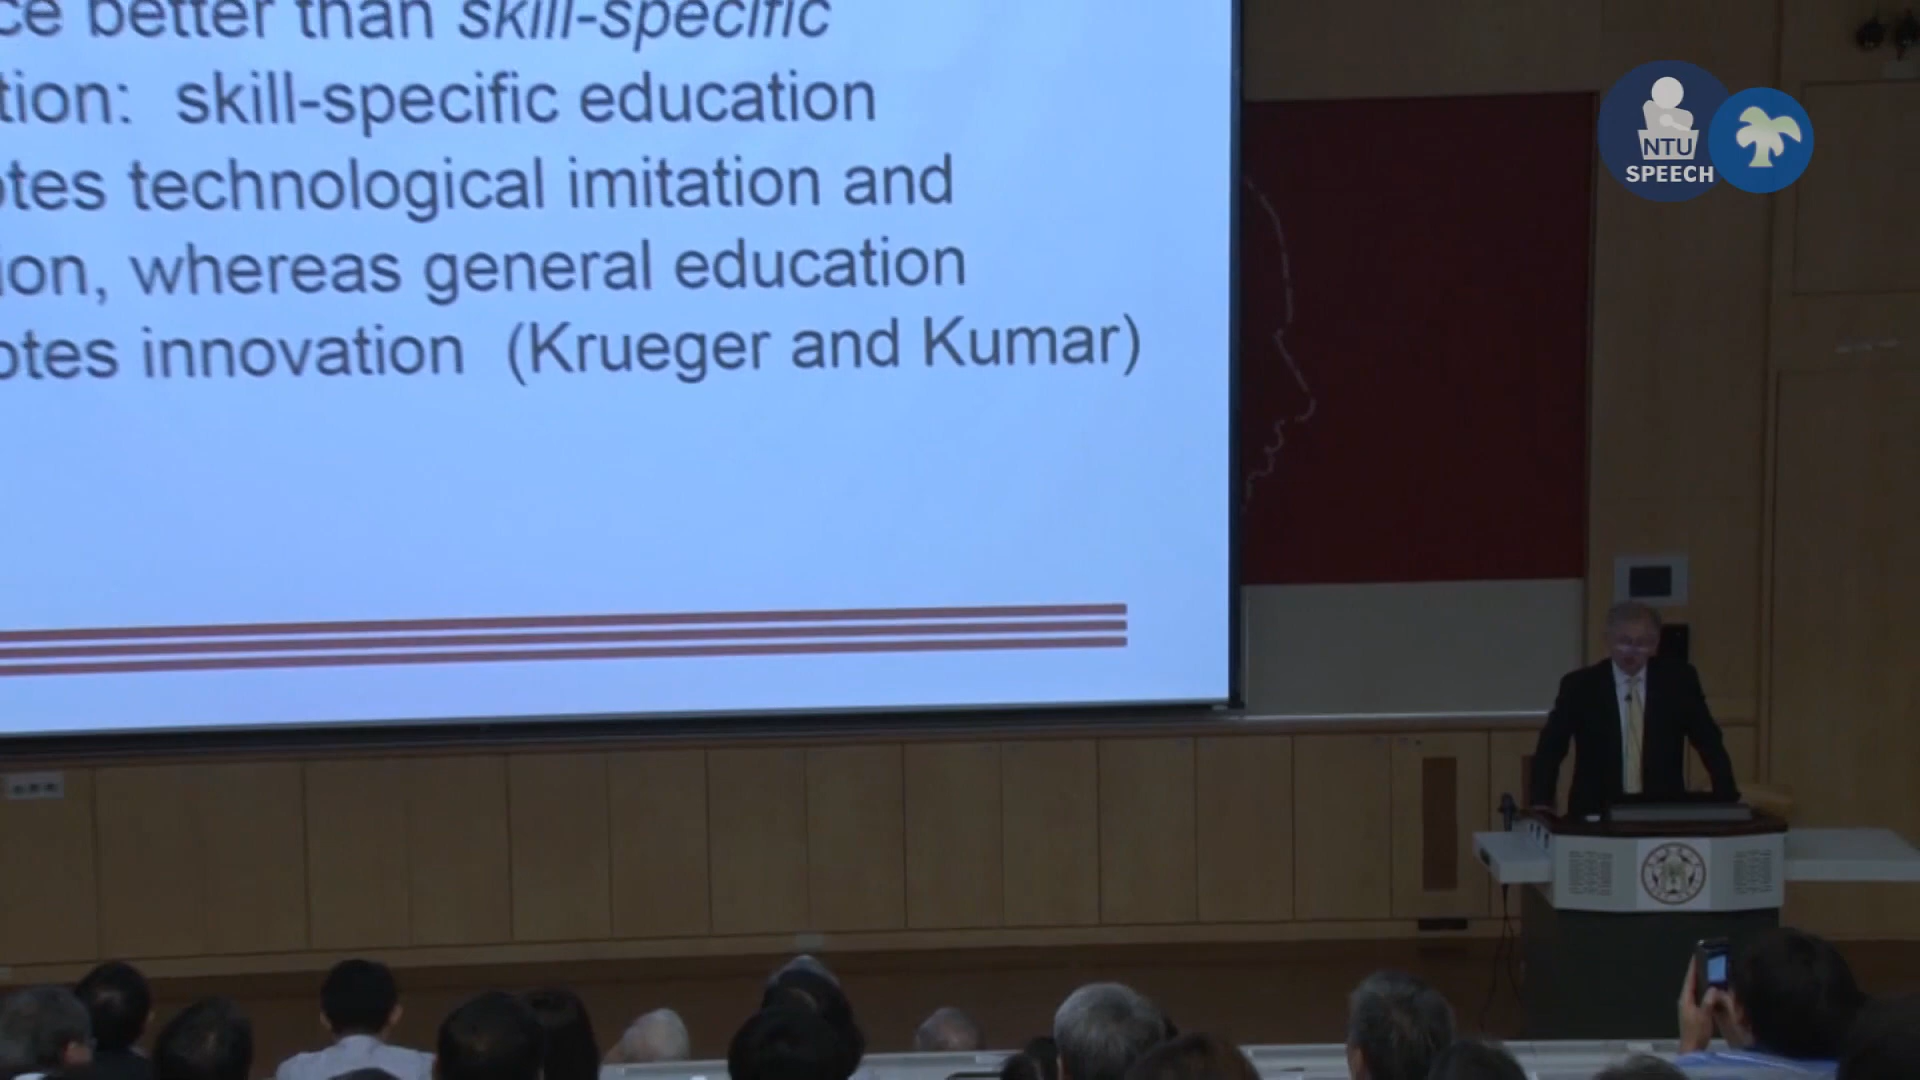 ce better than skill-specific
tion: skill-specific education
otes technological imitation and
ion, whereas general education
otes innovation (Krueger and Kumar)
NTU
SPEECH